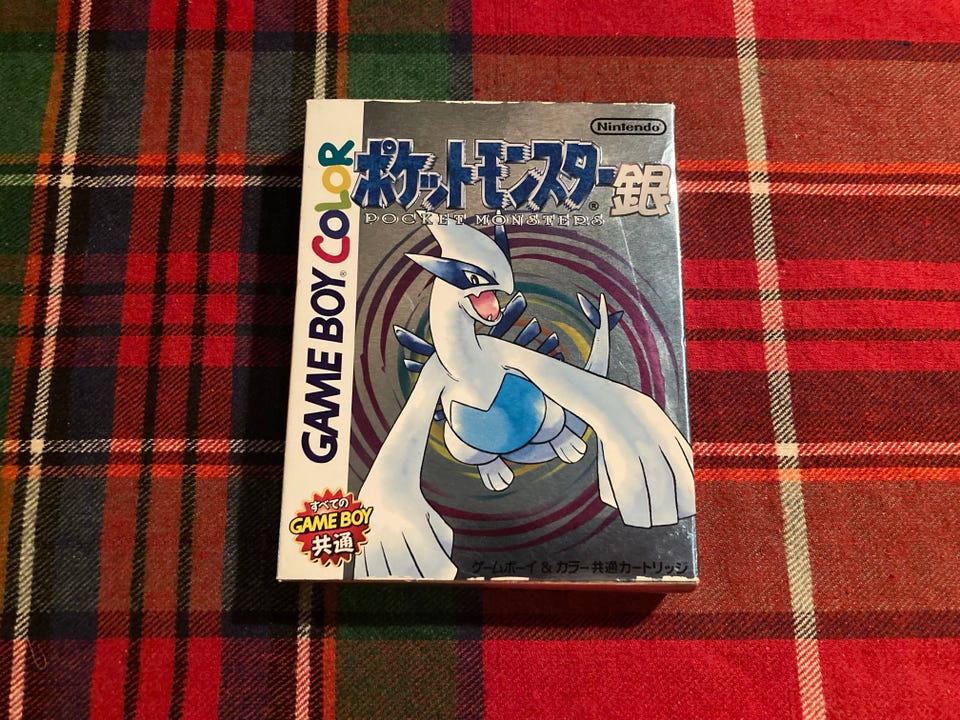 Nintendo
ポケットモンスター銀
®
POCKET MONSTERS
GAME BOY® COLOR
すべての
GAME BOY
共通
ゲームボーイ & カラー共通カートリッジ